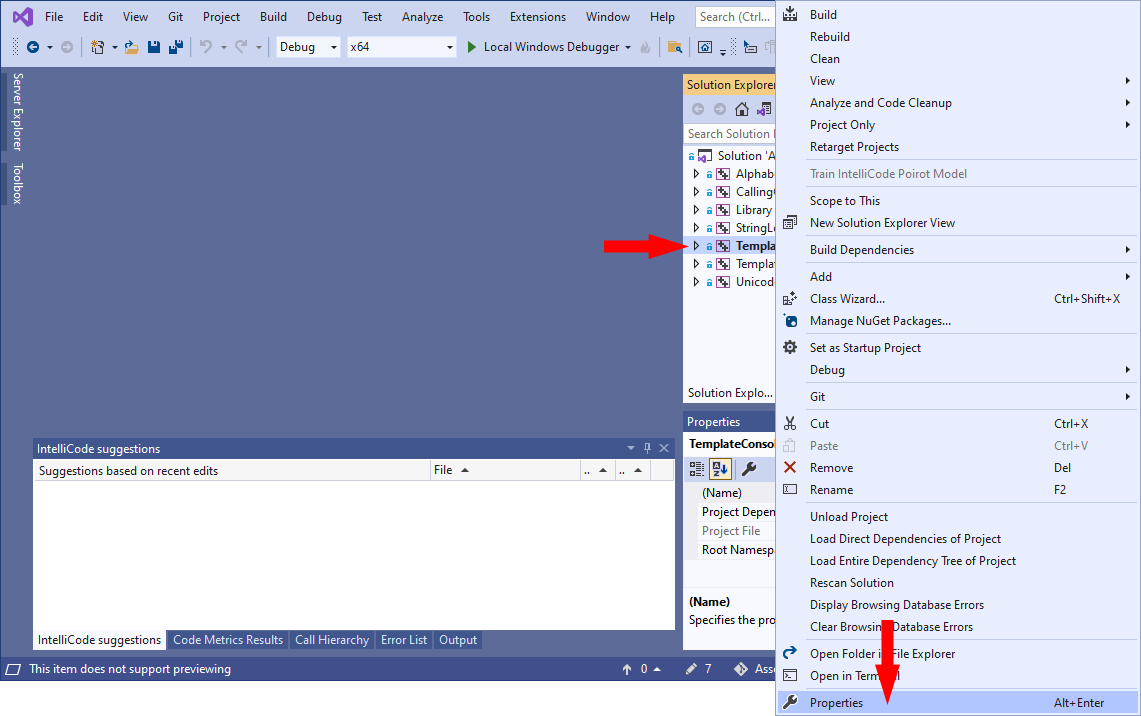 File Edit View Git Project Build Debug Test Analyze Tools Extensions Window Help Search (Ctrl...
Debug x64 Local Windows Debugger
Server Explorer
Toolbox
Solution Explorer
Search Solution
Solution 'A
Alphab
Calling
Library
StringL
Templa
Templat
Unicod
Solution Explo...
Properties
TemplateConsol
(Name)
Project Depen
Project File
Root Namespa
(Name)
Specifies the pro
IntelliCode suggestions
Suggestions based on recent edits File .. ..
IntelliCode suggestions Code Metrics Results Call Hierarchy Error List Output
This item does not support previewing 0 7 Asse
Build
Rebuild
Clean
View
Analyze and Code Cleanup
Project Only
Retarget Projects
Train IntelliCode Poirot Model
Scope to This
New Solution Explorer View
Build Dependencies
Add
Class Wizard... Ctrl+Shift+X
Manage NuGet Packages...
Set as Startup Project
Debug
Git
Cut Ctrl+X
Paste Ctrl+V
Remove Del
Rename F2
Unload Project
Load Direct Dependencies of Project
Load Entire Dependency Tree of Project
Rescan Solution
Display Browsing Database Errors
Clear Browsing Database Errors
Open Folder in File Explorer
Open in Terminal
Properties Alt+Enter